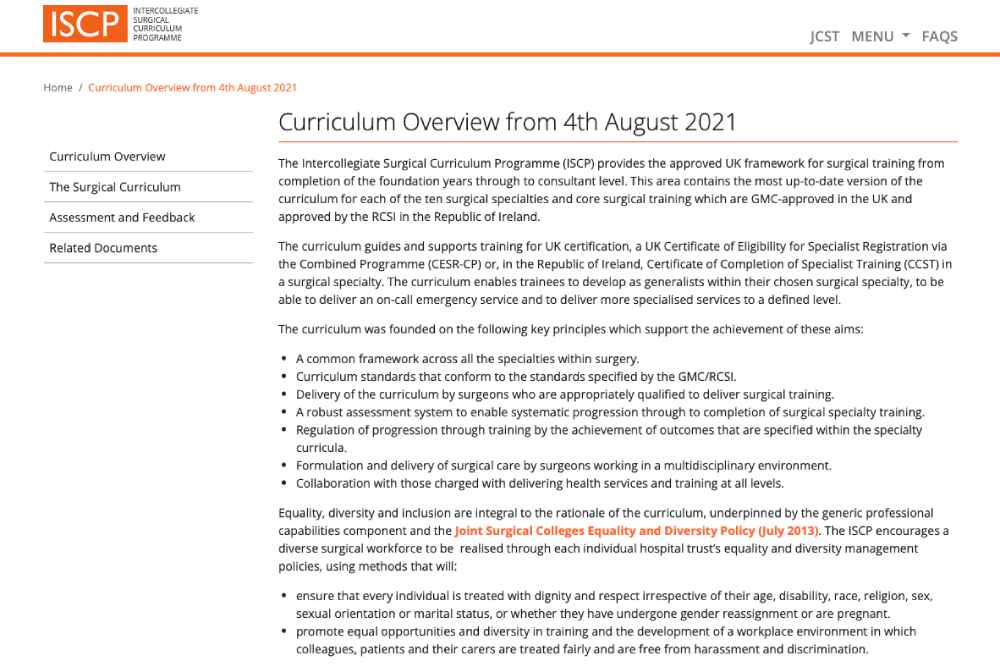 ISCP
INTERCOLLEGIATE
SURGICAL
CURRICULUM
PROGRAMME
JCST MENU FAQS
Home / Curriculum Overview from 4th August 2021
Curriculum Overview
The Surgical Curriculum
Assessment and Feedback
Related Documents
Curriculum Overview from 4th August 2021
The Intercollegiate Surgical Curriculum Programme (ISCP) provides the approved UK framework for surgical training from
completion of the foundation years through to consultant level. This area contains the most up-to-date version of the
curriculum for each of the ten surgical specialties and core surgical training which are GMC-approved in the UK and
approved by the RCSI in the Republic of Ireland.
The curriculum guides and supports training for UK certification, a UK Certificate of Eligibility for Specialist Registration via
the Combined Programme (CESR-CP) or, in the Republic of Ireland, Certificate of Completion of Specialist Training (CCST) in
a surgical specialty. The curriculum enables trainees to develop as generalists within their chosen surgical specialty, to be
able to deliver an on-call emergency service and to deliver more specialised services to a defined level.
The curriculum was founded on the following key principles which support the achievement of these aims:
• A common framework across all the specialties within surgery.
• Curriculum standards that conform to the standards specified by the GMC/RCSI.
• Delivery of the curriculum by surgeons who are appropriately qualified to deliver surgical training.
• A robust assessment system to enable systematic progression through to completion of surgical specialty training.
• Regulation of progression through training by the achievement of outcomes that are specified within the specialty
curricula.
• Formulation and delivery of surgical care by surgeons working in a multidisciplinary environment.
• Collaboration with those charged with delivering health services and training at all levels.
Equality, diversity and inclusion are integral to the rationale of the curriculum, underpinned by the generic professional
capabilities component and the Joint Surgical Colleges Equality and Diversity Policy (July 2013). The ISCP encourages a
diverse surgical workforce to be realised through each individual hospital trust's equality and diversity management
policies, using methods that will:
• ensure that every individual is treated with dignity and respect irrespective of their age, disability, race, religion, sex,
sexual orientation or marital status, or whether they have undergone gender reassignment or are pregnant.
• promote equal opportunities and diversity in training and the development of a workplace environment in which
colleagues, patients and their carers are treated fairly and are free from harassment and discrimination.